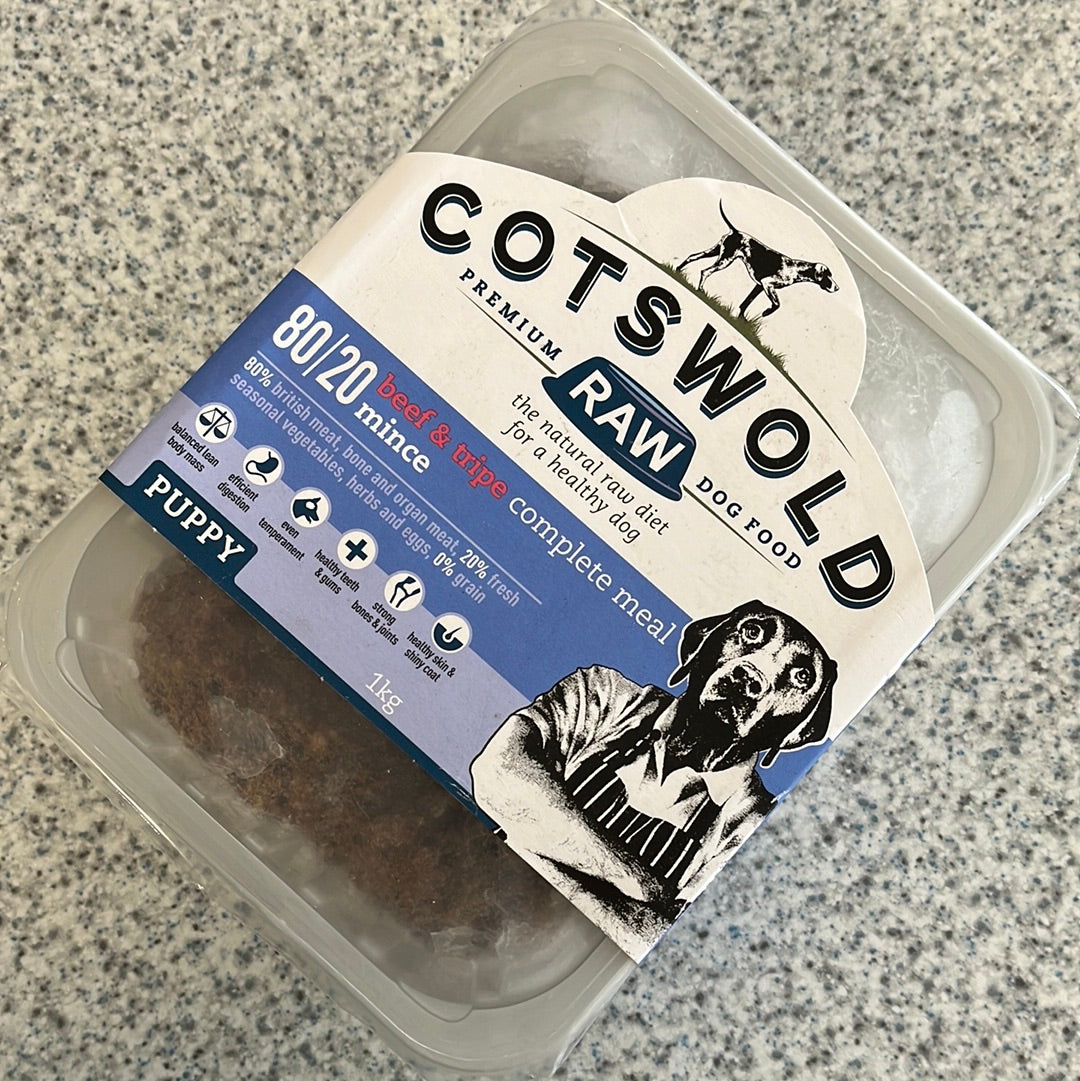 COTSWOLD
PREMIUM
RAW
DOG FOOD
the natural raw diet
for a healthy dog
80/20 beef & tripe complete meal
mince
80% british meat, bone and organ meat, 20% fresh
seasonal vegetables, herbs and eggs, 0% grain
balanced lean
body mass
efficient
digestion
even
temperament
healthy teeth
& gums
strong
bones & joints
healthy skin &
shiny coat
PUPPY
1kg